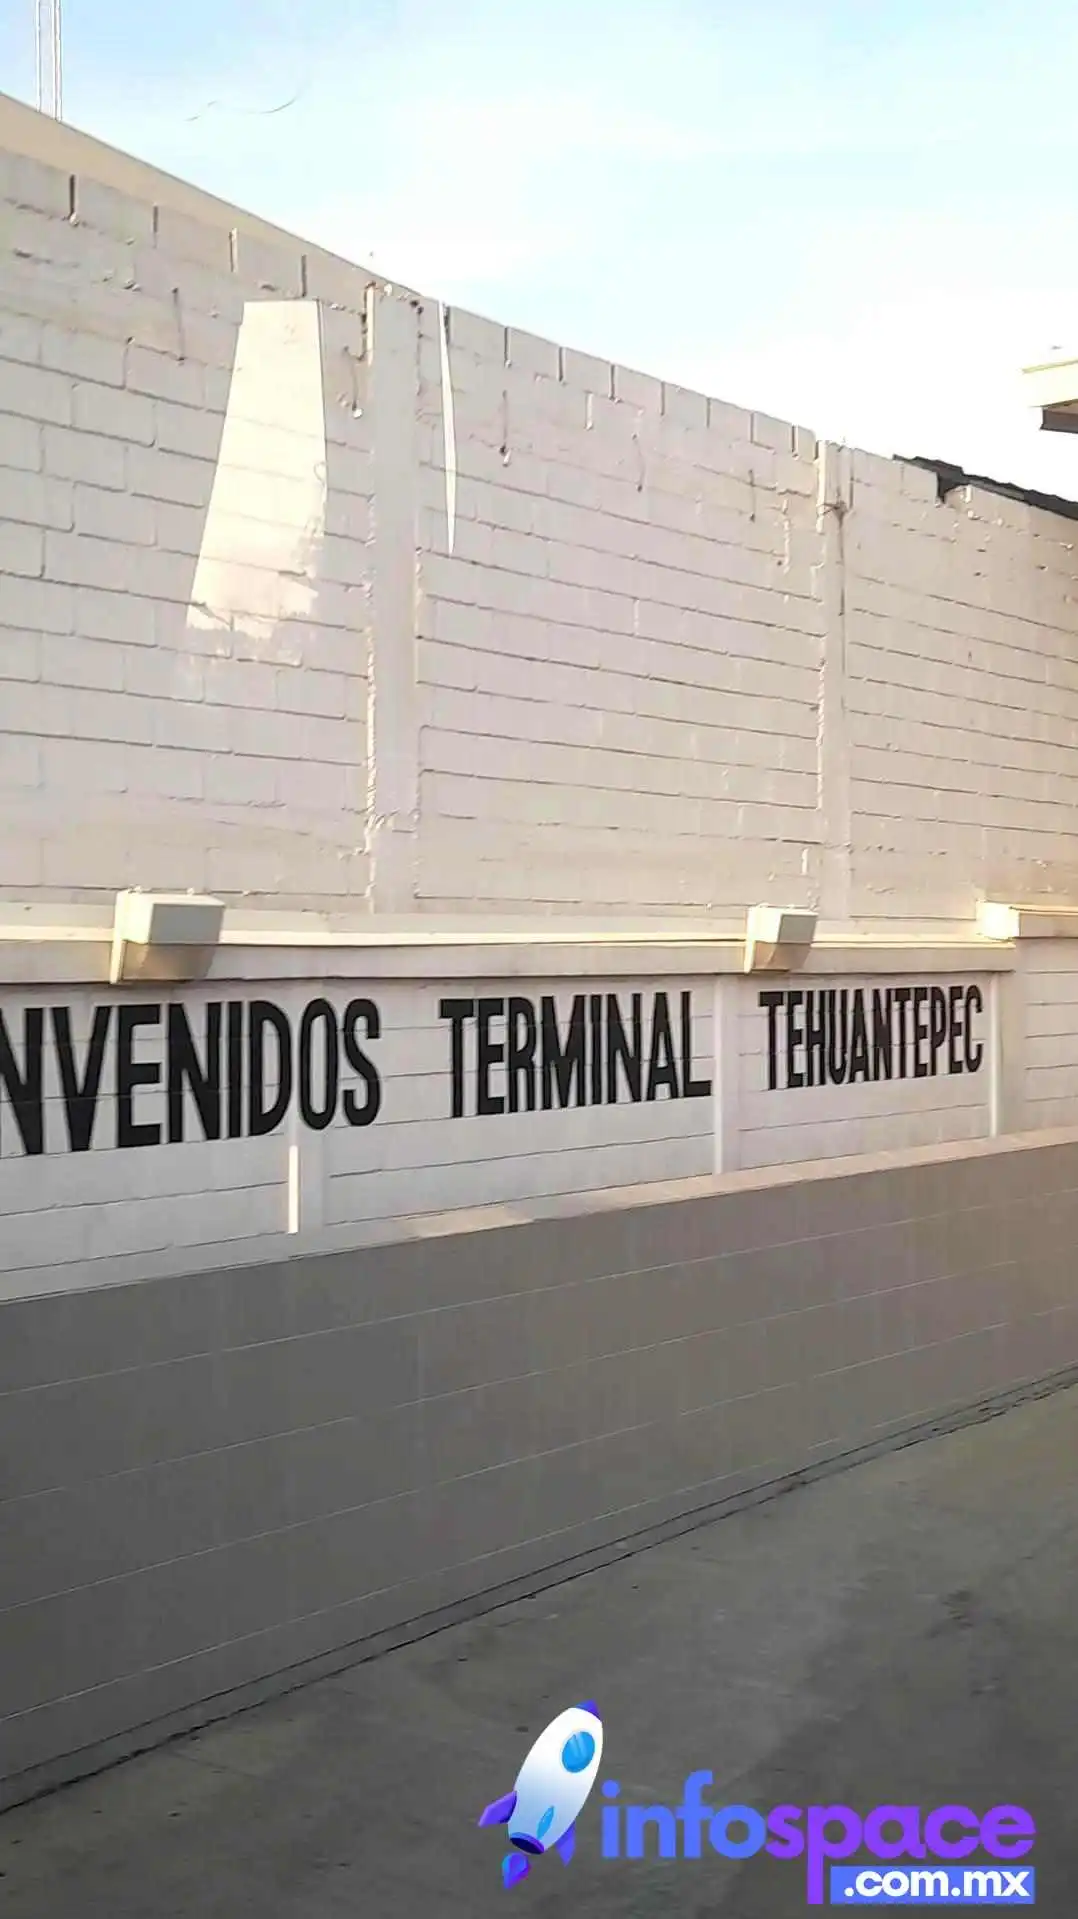 NVENIDOS TERMINAL TEHUANTEPEC
infospace
.com.mx